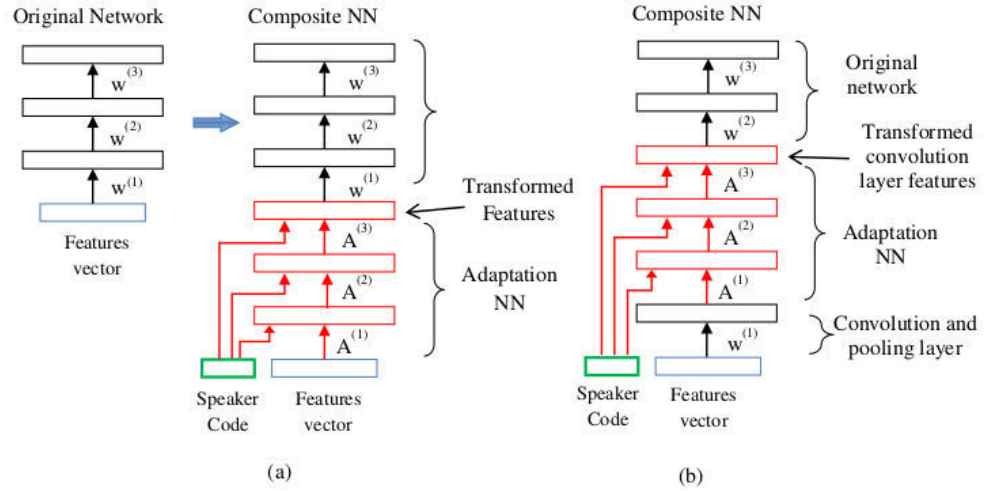 Original Network
w(3)
w(2)
w(1)
Features
vector
Composite NN
w(3)
w(2)
w(1)
Transformed
Features
A(3)
A(2)
A(1)
Adaptation
NN
Speaker
Code
Features
vector
(a)
Composite NN
w(3)
Original
network
w(2)
Transformed
convolution
layer features
A(3)
A(2)
Adaptation
NN
A(1)
w(1)
Convolution and
pooling layer
Speaker
Code
Features
vector
(b)